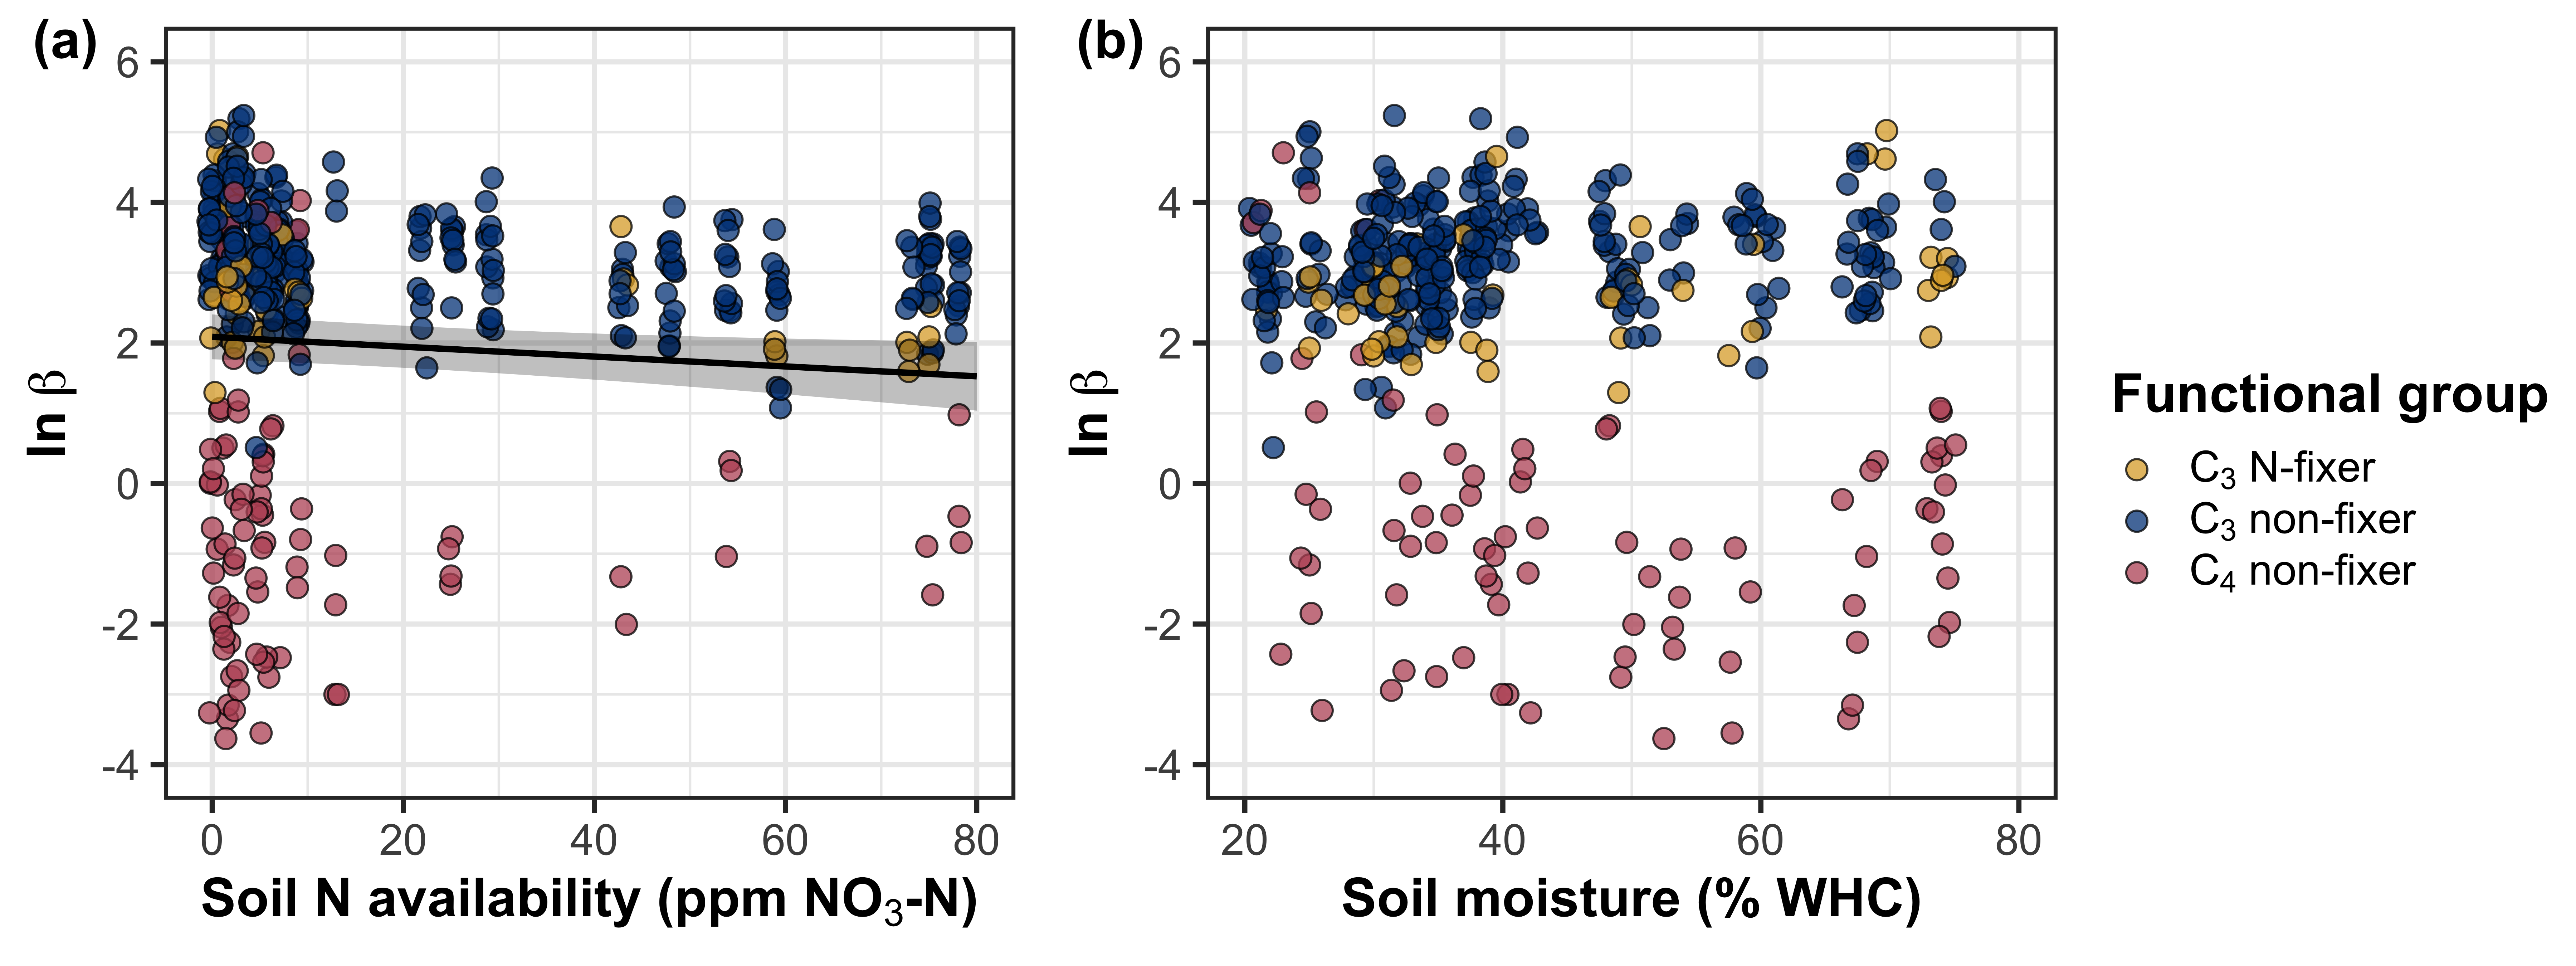 (a)
6
4
2
0
-2
-4
ln β
0 20 40 60 80
Soil N availability (ppm NO₃-N)
(b)
6
4
2
0
-2
-4
ln β
20 40 60 80
Soil moisture (% WHC)
Functional group
C₃ N-fixer
C₃ non-fixer
C₄ non-fixer